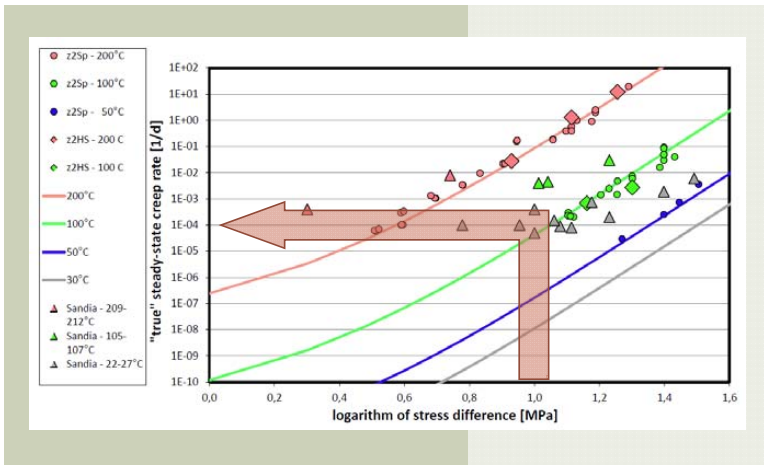 z2Sp - 200°C
z2Sp - 100°C
z2Sp - 50°C
z2HS - 200 C
z2HS - 100 C
200°C
100°C
50°C
30°C
Sandia - 209-
212°C
Sandia - 105-
107°C
Sandia - 22-27°C
"true" steady-state creep rate [1/d]
1E+02
1E+01
1E+00
1E-01
1E-02
1E-03
1E-04
1E-05
1E-06
1E-07
1E-08
1E-09
1E-10
0,0 0,2 0,4 0,6 0,8 1,0 1,2 1,4 1,6
logarithm of stress difference [MPa]